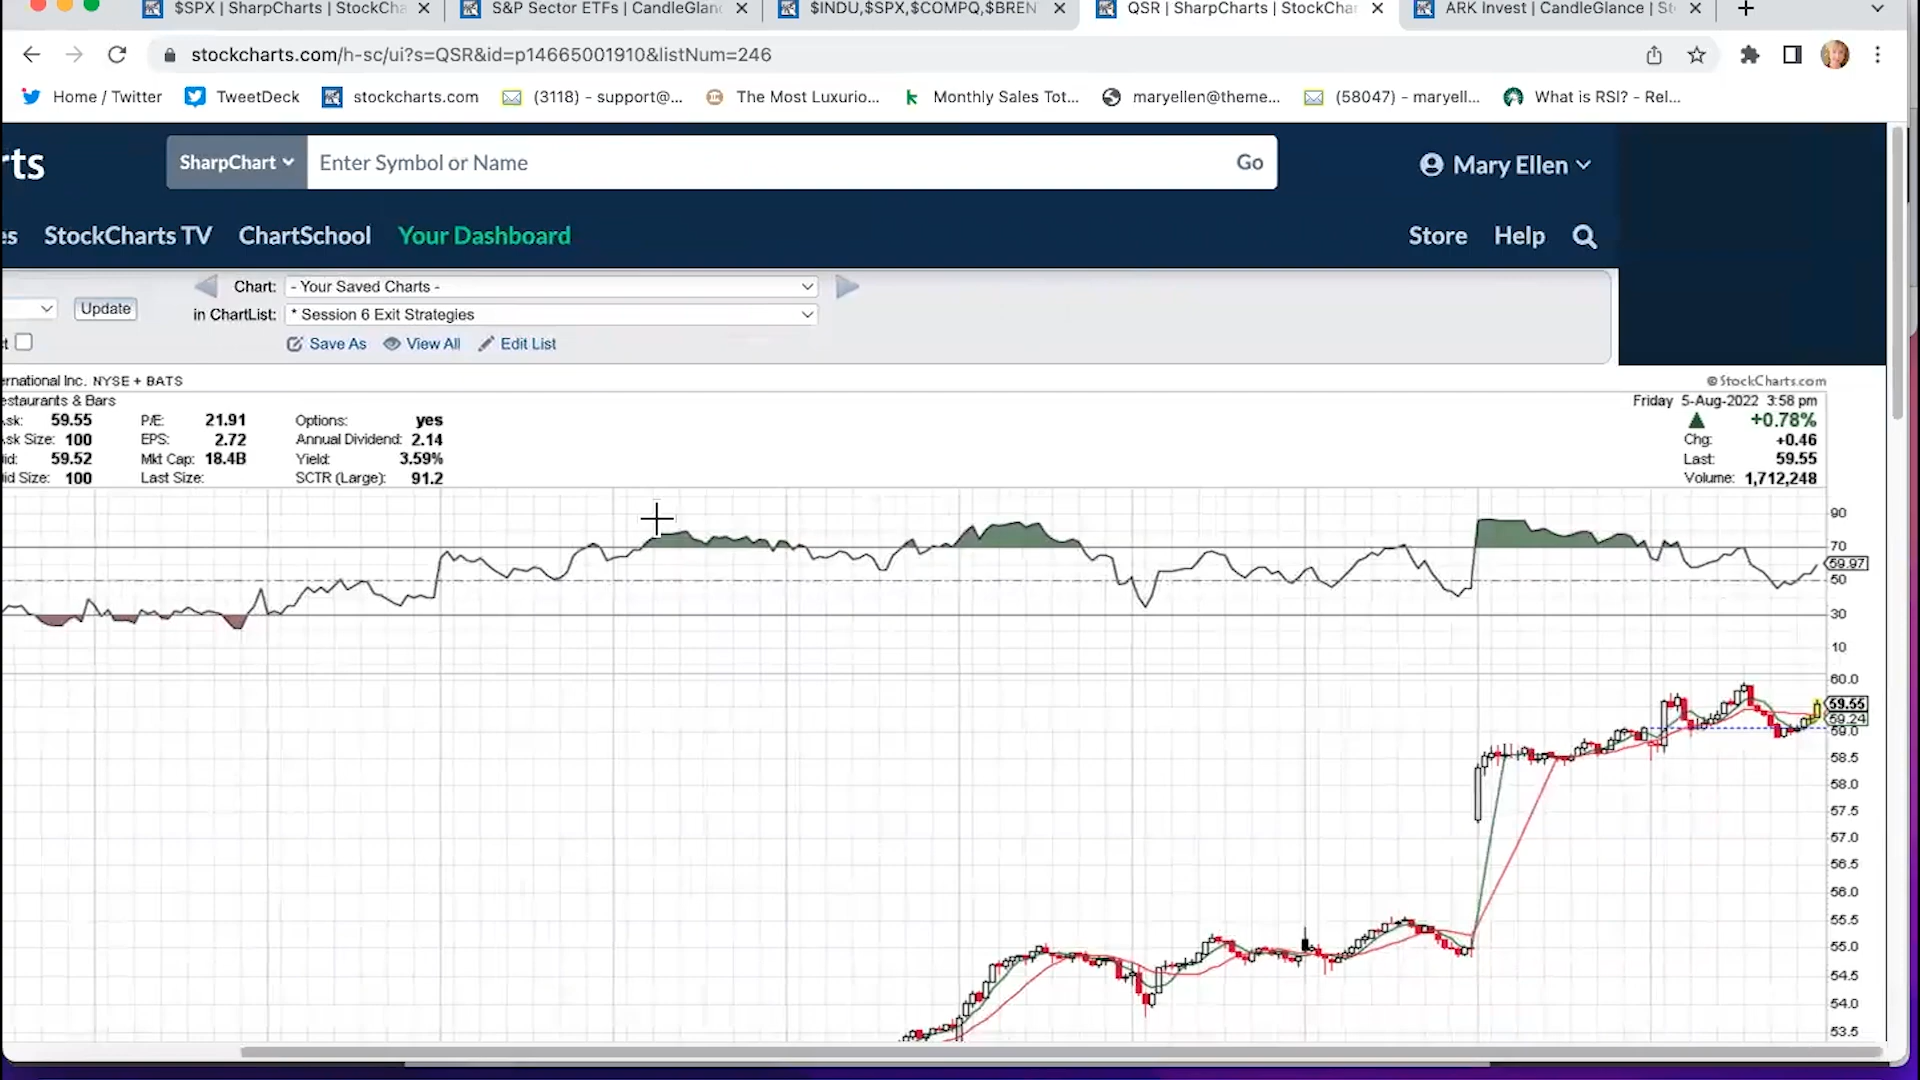 $SPX | SharpCharts | StockCha
S&P Sector ETFs | CandleGlanc
$INDU,$SPX,$COMPQ,$BREN
QSR | SharpCharts | StockChar
ARK Invest | CandleGlance | St
stockcharts.com/h-sc/ui?s=QSR&id=p14665001910&listNum=246
Home / Twitter TweetDeck stockcharts.com (3118) - support@... The Most Luxurio... Monthly Sales Tot... maryellen@theme... (58047) - maryell... What is RSI? - Rel...
rts SharpChart Enter Symbol or Name Go Mary Ellen
es StockCharts TV ChartSchool Your Dashboard Store Help
Chart: - Your Saved Charts -
Update
in ChartList: * Session 6 Exit Strategies
t Save As View All Edit List
ernational Inc. NYSE + BATS © StockCharts.com
estaurants & Bars Friday 5-Aug-2022 3:58 pm
sk: 59.55 P/E: 21.91 Options: yes +0.78%
sk Size: 100 EPS: 2.72 Annual Dividend: 2.14 Chg: +0.46
id: 59.52 Mkt Cap: 18.4B Yield: 3.59% Last: 59.55
id Size: 100 Last Size: SCTR (Large): 91.2 Volume: 1,712,248
90
70
59.97
50
30
10
60.0
59.55
59.24
59.0
58.5
58.0
57.5
57.0
56.5
56.0
55.5
55.0
54.5
54.0
53.5